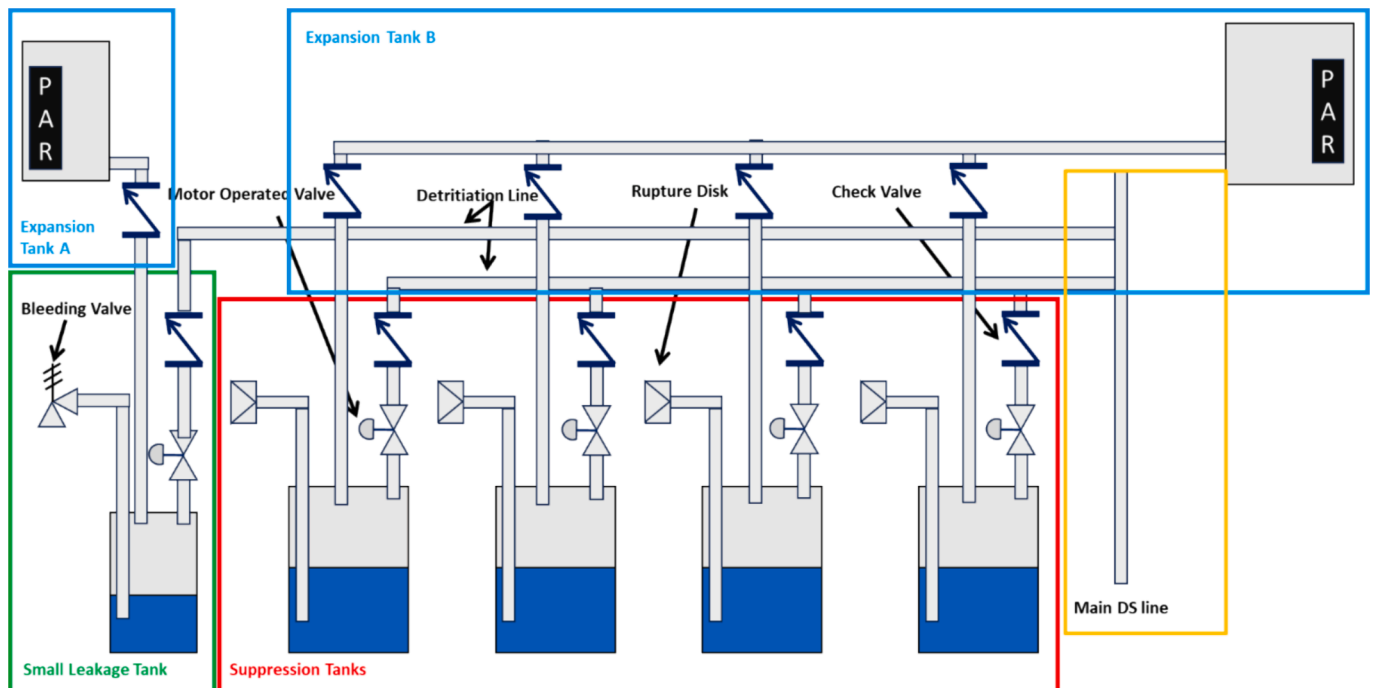 Expansion Tank B
P
A
R
P
A
R
Motor Operated Valve
Detritiation Line
Rupture Disk
Check Valve
Expansion
Tank A
Bleeding Valve
Main DS line
Small Leakage Tank
Suppression Tanks